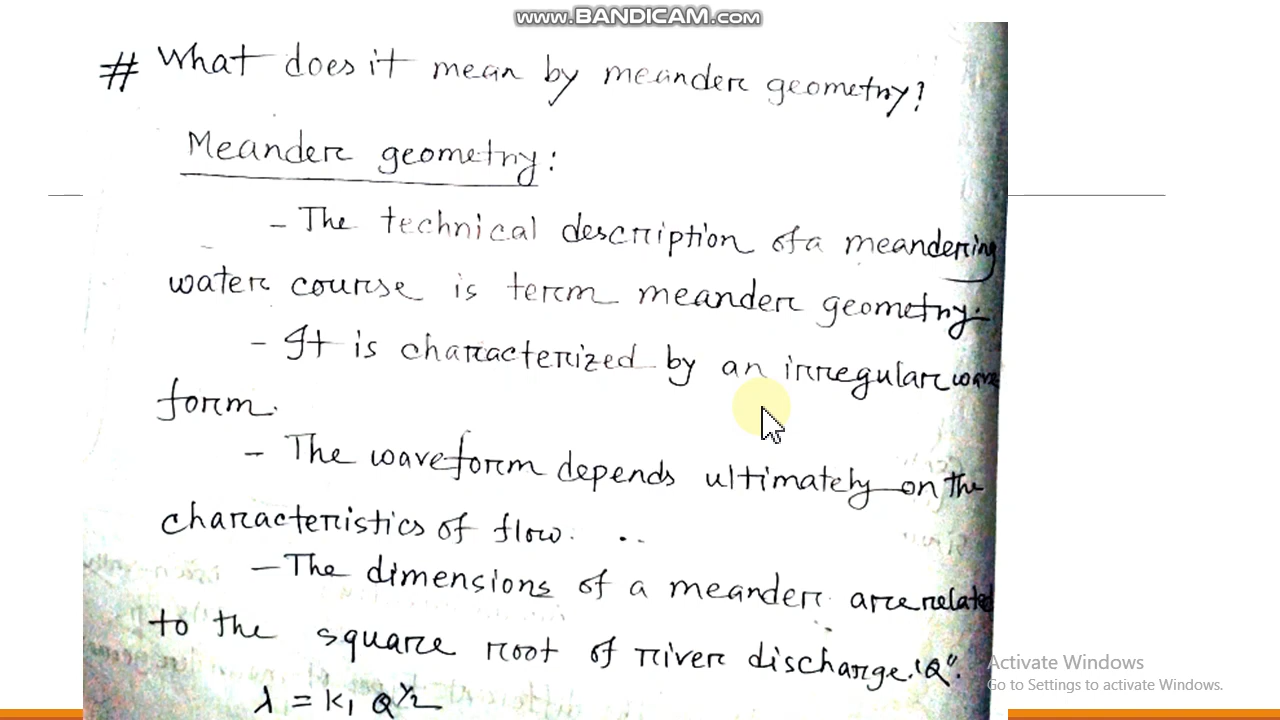 www.BANDICAM.com
# What does it mean by meander geometry?
Meander geometry:
- The technical description of a meandering
water course is term meander geometry.
- It is characterized by an irregular wave
form.
- The waveform depends ultimately on the
characteristics of flow.
- The dimensions of a meander are related
to the square root of river discharge "Q".
λ = K₁ Q^1/2
Activate Windows
Go to Settings to activate Windows.